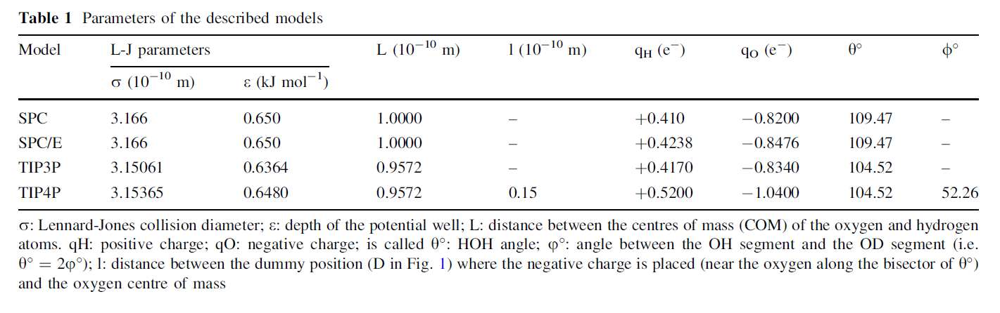 Table 1 Parameters of the described models
Model L-J parameters L (10⁻¹⁰ m) l (10⁻¹⁰ m) qH (e⁻) qO (e⁻) θ° ϕ°
σ (10⁻¹⁰ m) ε (kJ mol⁻¹)
SPC 3.166 0.650 1.0000 – +0.410 −0.8200 109.47 –
SPC/E 3.166 0.650 1.0000 – +0.4238 −0.8476 109.47 –
TIP3P 3.15061 0.6364 0.9572 – +0.4170 −0.8340 104.52 –
TIP4P 3.15365 0.6480 0.9572 0.15 +0.5200 −1.0400 104.52 52.26
σ: Lennard-Jones collision diameter; ε: depth of the potential well; L: distance between the centres of mass (COM) of the oxygen and hydrogen
atoms. qH: positive charge; qO: negative charge; is called θ°: HOH angle; φ°: angle between the OH segment and the OD segment (i.e.
θ° = 2φ°); l: distance between the dummy position (D in Fig. 1) where the negative charge is placed (near the oxygen along the bisector of θ°)
and the oxygen centre of mass